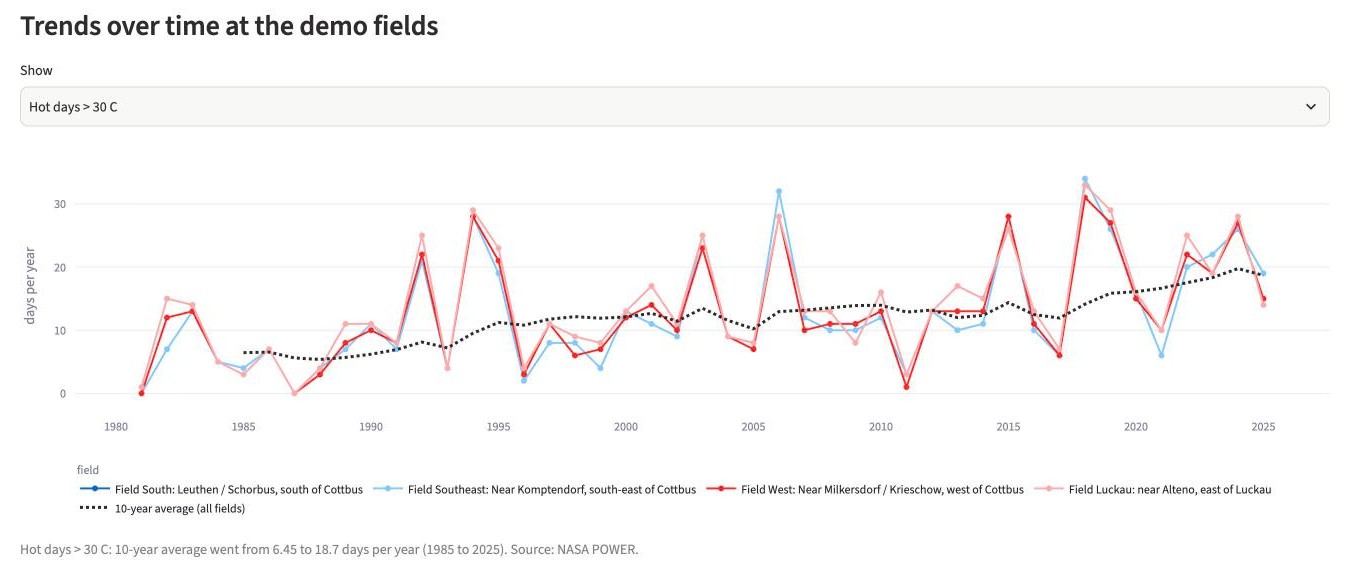 Trends over time at the demo fields
Show
Hot days > 30 C
days per year
30
20
10
0
1980 1985 1990 1995 2000 2005 2010 2015 2020 2025
field
Field South: Leuthen / Schorbus, south of Cottbus Field Southeast: Near Komptendorf, south-east of Cottbus Field West: Near Milkersdorf / Krieschow, west of Cottbus Field Luckau: near Alteno, east of Luckau
10-year average (all fields)
Hot days > 30 C: 10-year average went from 6.45 to 18.7 days per year (1985 to 2025). Source: NASA POWER.